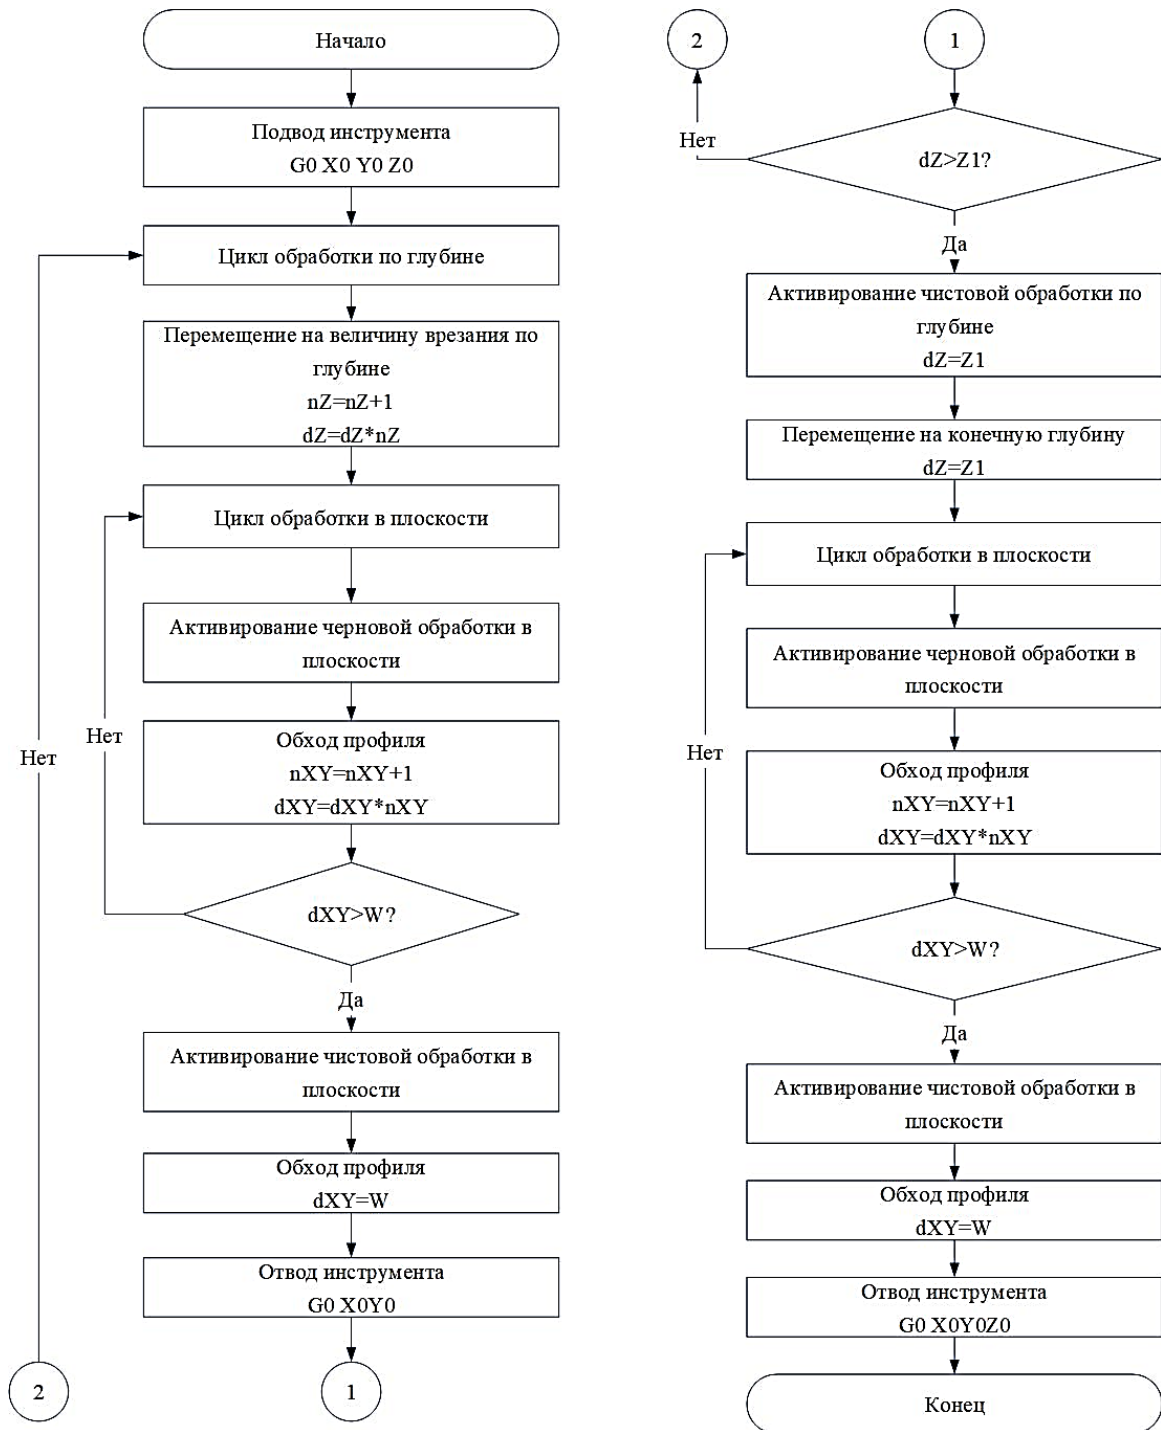 Начало
Подвод инструмента
G0 X0 Y0 Z0
Цикл обработки по глубине
Перемещение на величину врезания по
глубине
nZ=nZ+1
dZ=dZ*nZ
Цикл обработки в плоскости
Активирование черновой обработки в
плоскости
Нет
Нет
Обход профиля
nXY=nXY+1
dXY=dXY*nXY
dXY>W?
Да
Активирование чистовой обработки в
плоскости
Обход профиля
dXY=W
Отвод инструмента
G0 X0Y0
2
1
2
1
Нет
dZ>Z1?
Да
Активирование чистовой обработки по
глубине
dZ=Z1
Перемещение на конечную глубину
dZ=Z1
Цикл обработки в плоскости
Активирование черновой обработки в
плоскости
Нет
Обход профиля
nXY=nXY+1
dXY=dXY*nXY
dXY>W?
Да
Активирование чистовой обработки в
плоскости
Обход профиля
dXY=W
Отвод инструмента
G0 X0Y0Z0
Конец